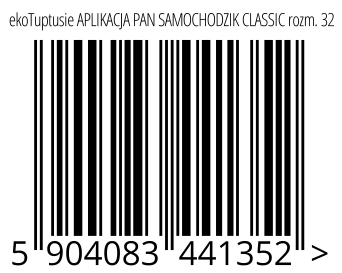 ekoTuptusie APLIKACJA PAN SAMOCHODZIK CLASSIC rozm. 32
5 904083 441352 >